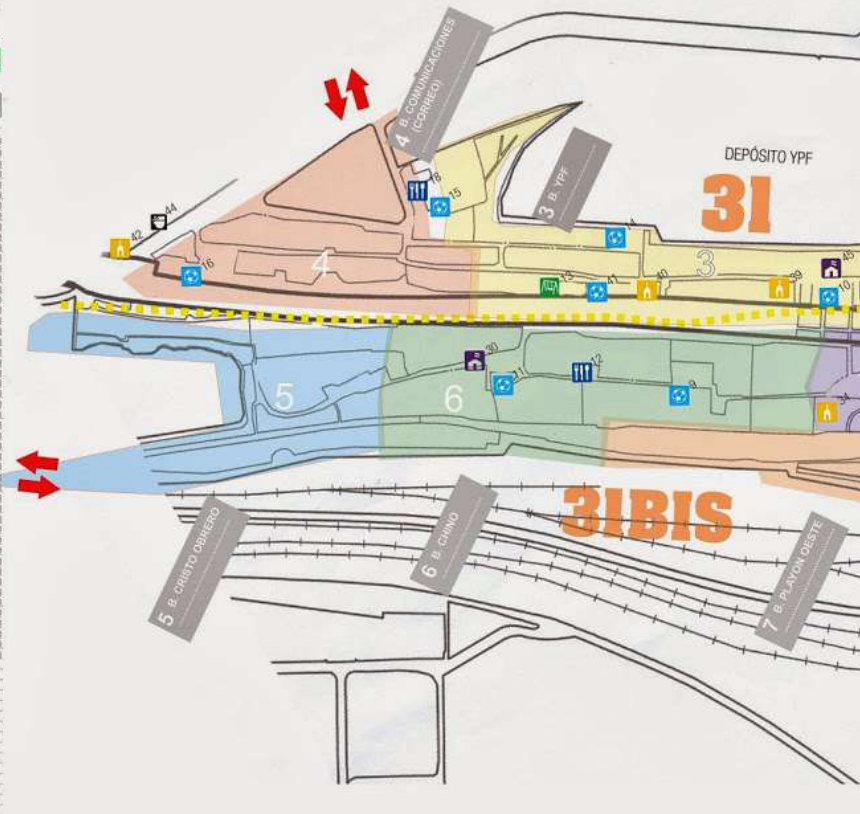 4 B. COMUNICACIONES
(CORREO)
3 B. YPF
DEPÓSITO YPF
31
44
42
18
15
14
16
4
3
13
41
40
39
45
10
30
11
12
9
34
5
6
31BIS
5 B. CRISTO OBRERO
6 B. CHINO
7 B. PLAYON OESTE